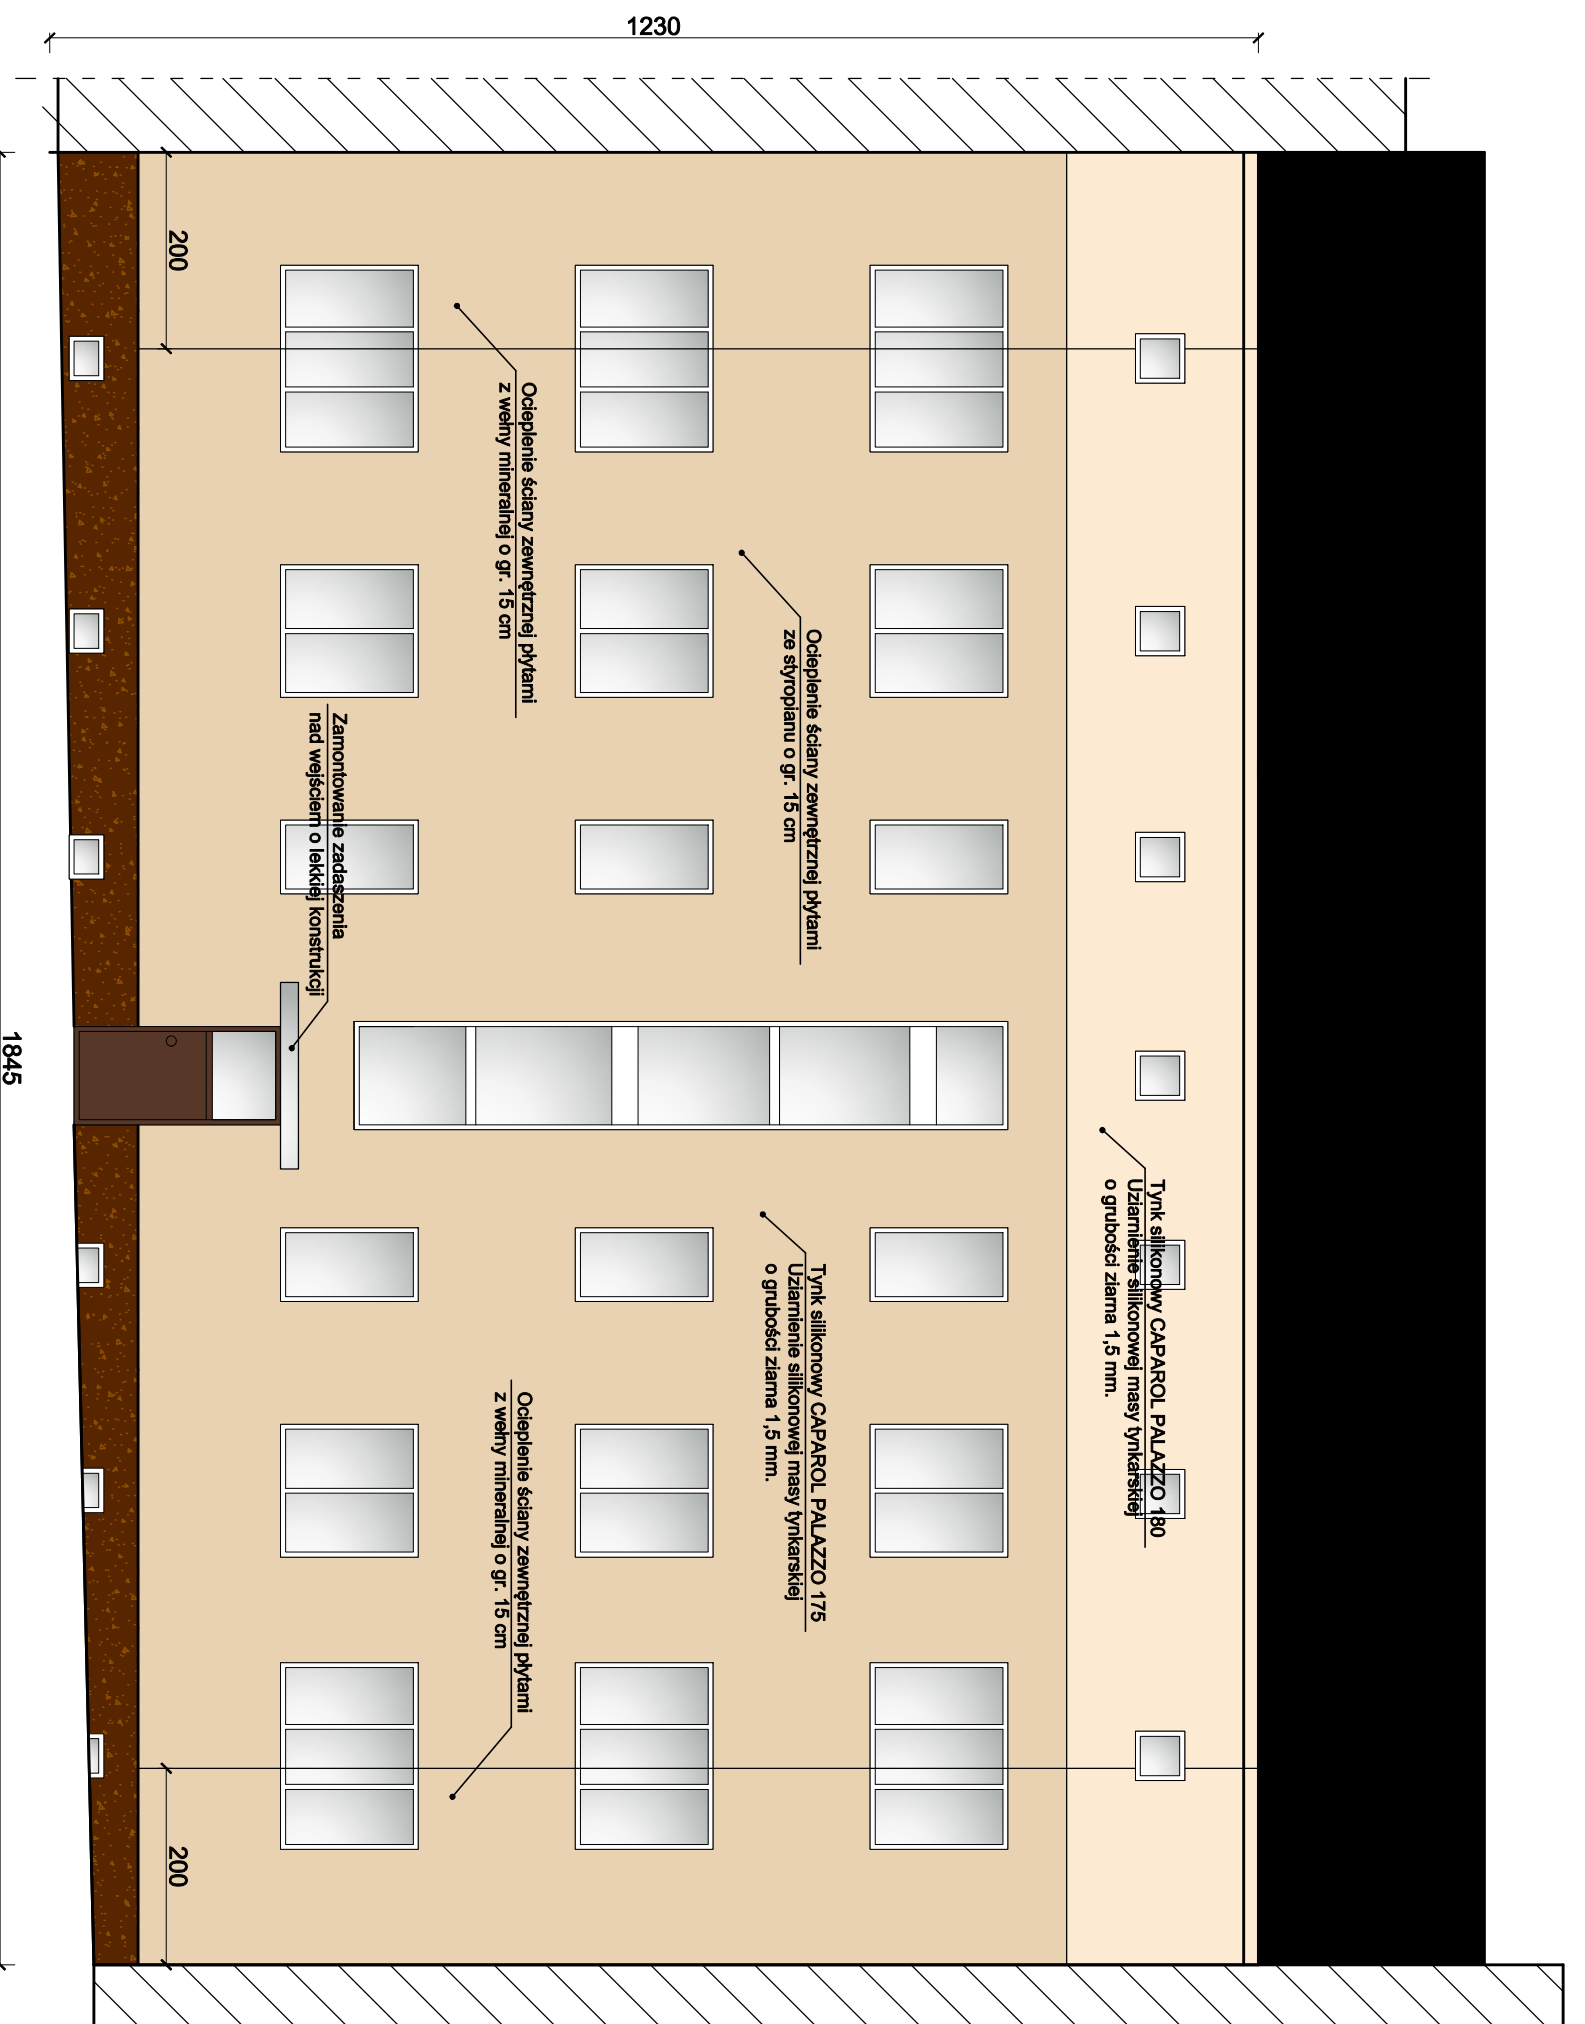 1230
200
Ocieplenie ściany zewnętrznej płytami
z wełny mineralnej o gr. 15 cm
Ocieplenie ściany zewnętrznej płytami
ze styropianu o gr. 15 cm
Zamontowanie zadaszenia
nad wejściem o lekkiej konstrukcji
Tynk silikonowy CAPAROL PALAZZO 180
Uziarnienie silikonowej masy tynkarskiej
o grubości ziarna 1,5 mm.
Tynk silikonowy CAPAROL PALAZZO 175
Uziarnienie silikonowej masy tynkarskiej
o grubości ziarna 1,5 mm.
Ocieplenie ściany zewnętrznej płytami
z wełny mineralnej o gr. 15 cm
200
1845